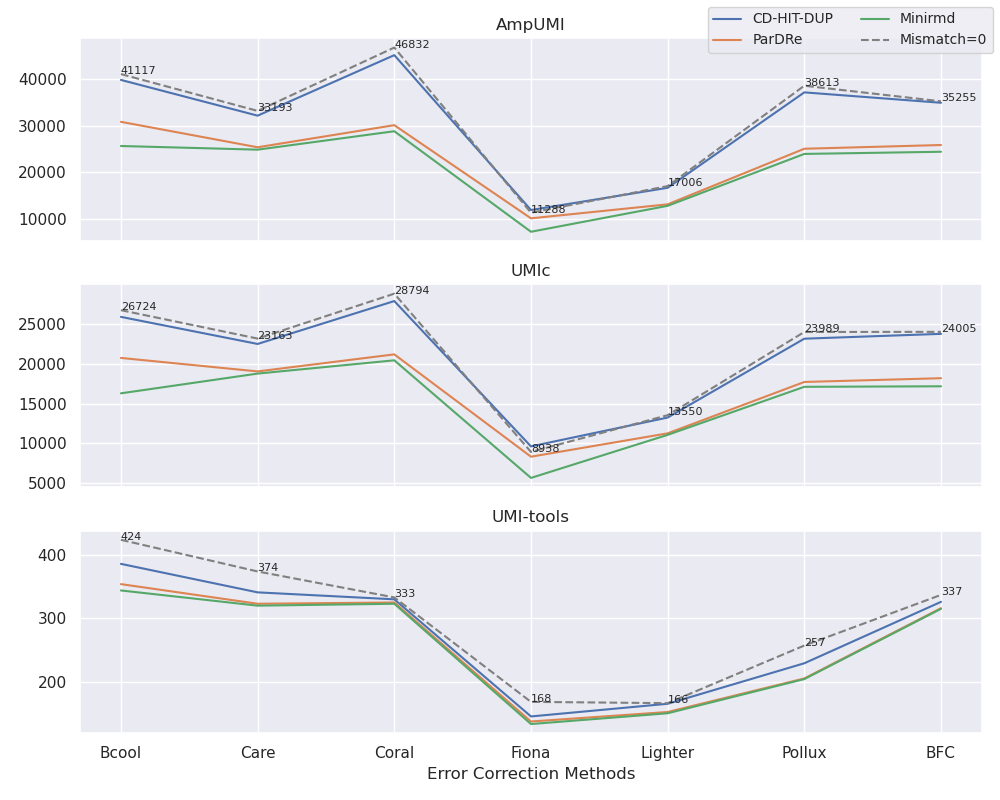 AmpUMI
CD-HIT-DUP
ParDRe
Minirmd
Mismatch=0
40000
30000
20000
10000
41117
33193
46832
11288
17006
38613
35255
UMIc
25000
20000
15000
10000
5000
26724
23163
28794
8938
13550
23989
24005
UMI-tools
400
300
200
424
374
333
168
166
257
337
Bcool
Care
Coral
Fiona
Lighter
Pollux
BFC
Error Correction Methods